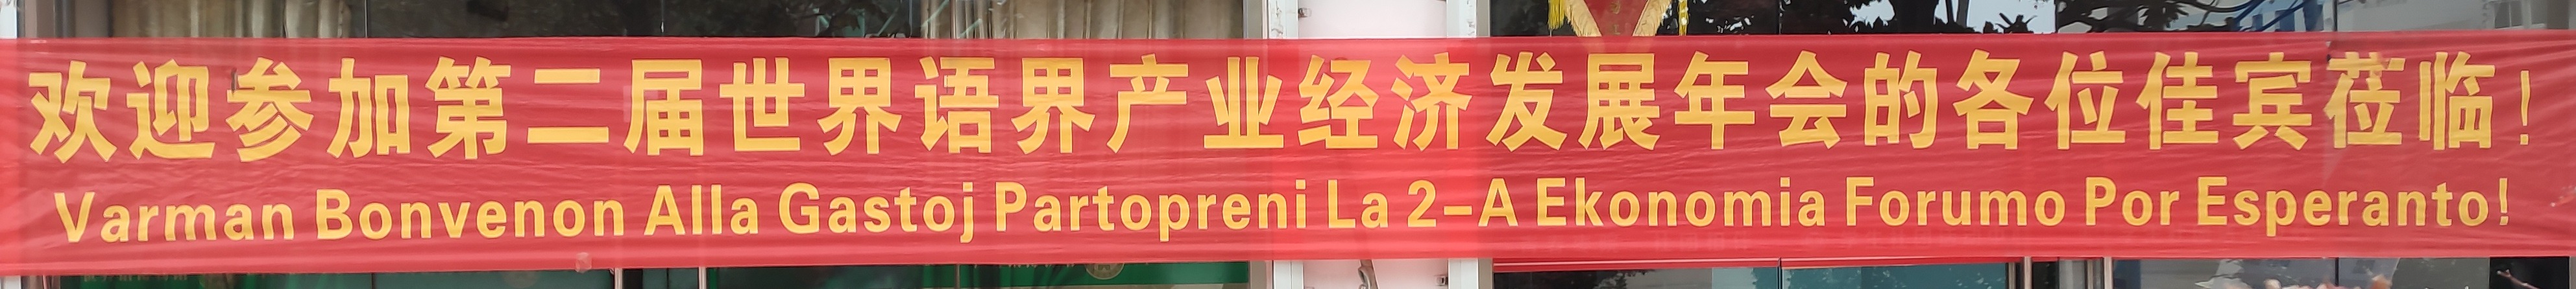 欢迎参加第二届世界语界产业经济发展年会的各位佳宾莅临！
Varman Bonvenon Alla Gastoj Partopreni La 2-A Ekonomia Forumo Por Esperanto!